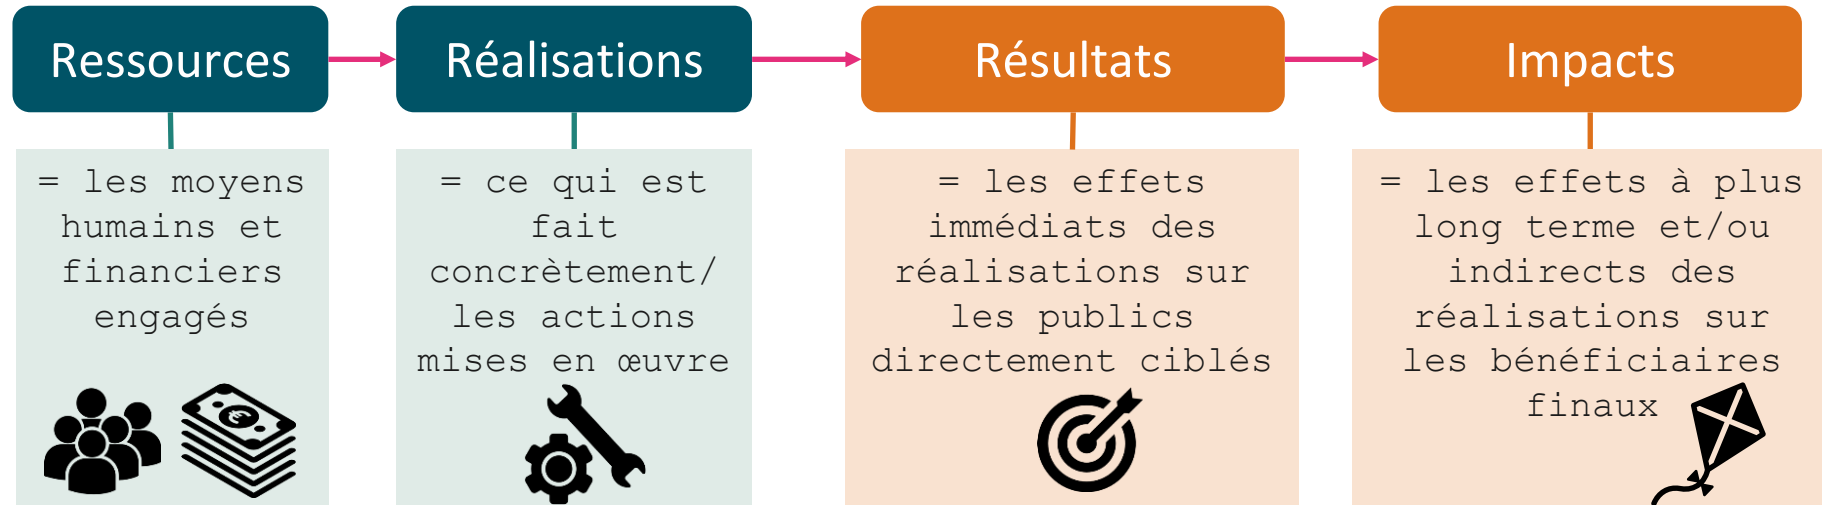 Ressources
Réalisations
Résultats
Impacts
= les moyens
humains et
financiers
engagés
= ce qui est
fait
concrètement/
les actions
mises en œuvre
= les effets
immédiats des
réalisations sur
les publics
directement ciblés
= les effets à plus
long terme et/ou
indirects des
réalisations sur
les bénéficiaires
finaux
€